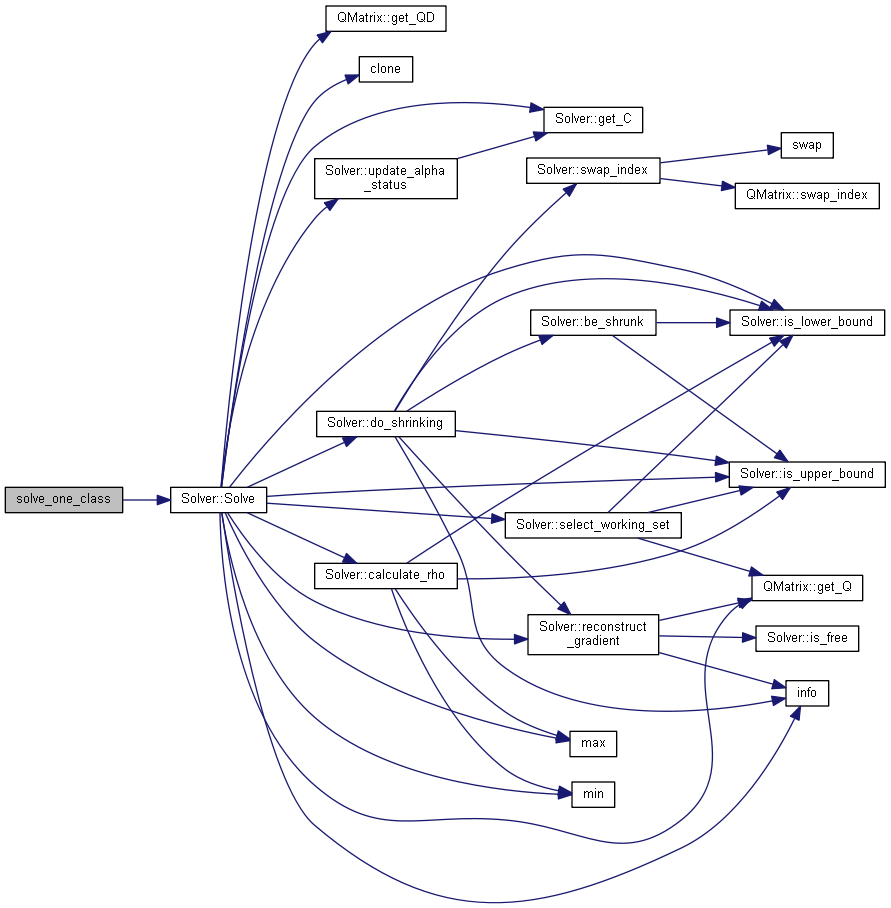 QMatrix::get_QD
clone
Solver::get_C
swap
Solver::update_alpha
_status
Solver::swap_index
QMatrix::swap_index
Solver::be_shrunk
Solver::is_lower_bound
Solver::do_shrinking
Solver::is_upper_bound
solve_one_class
Solver::Solve
Solver::select_working_set
Solver::calculate_rho
QMatrix::get_Q
Solver::reconstruct
_gradient
Solver::is_free
info
max
min